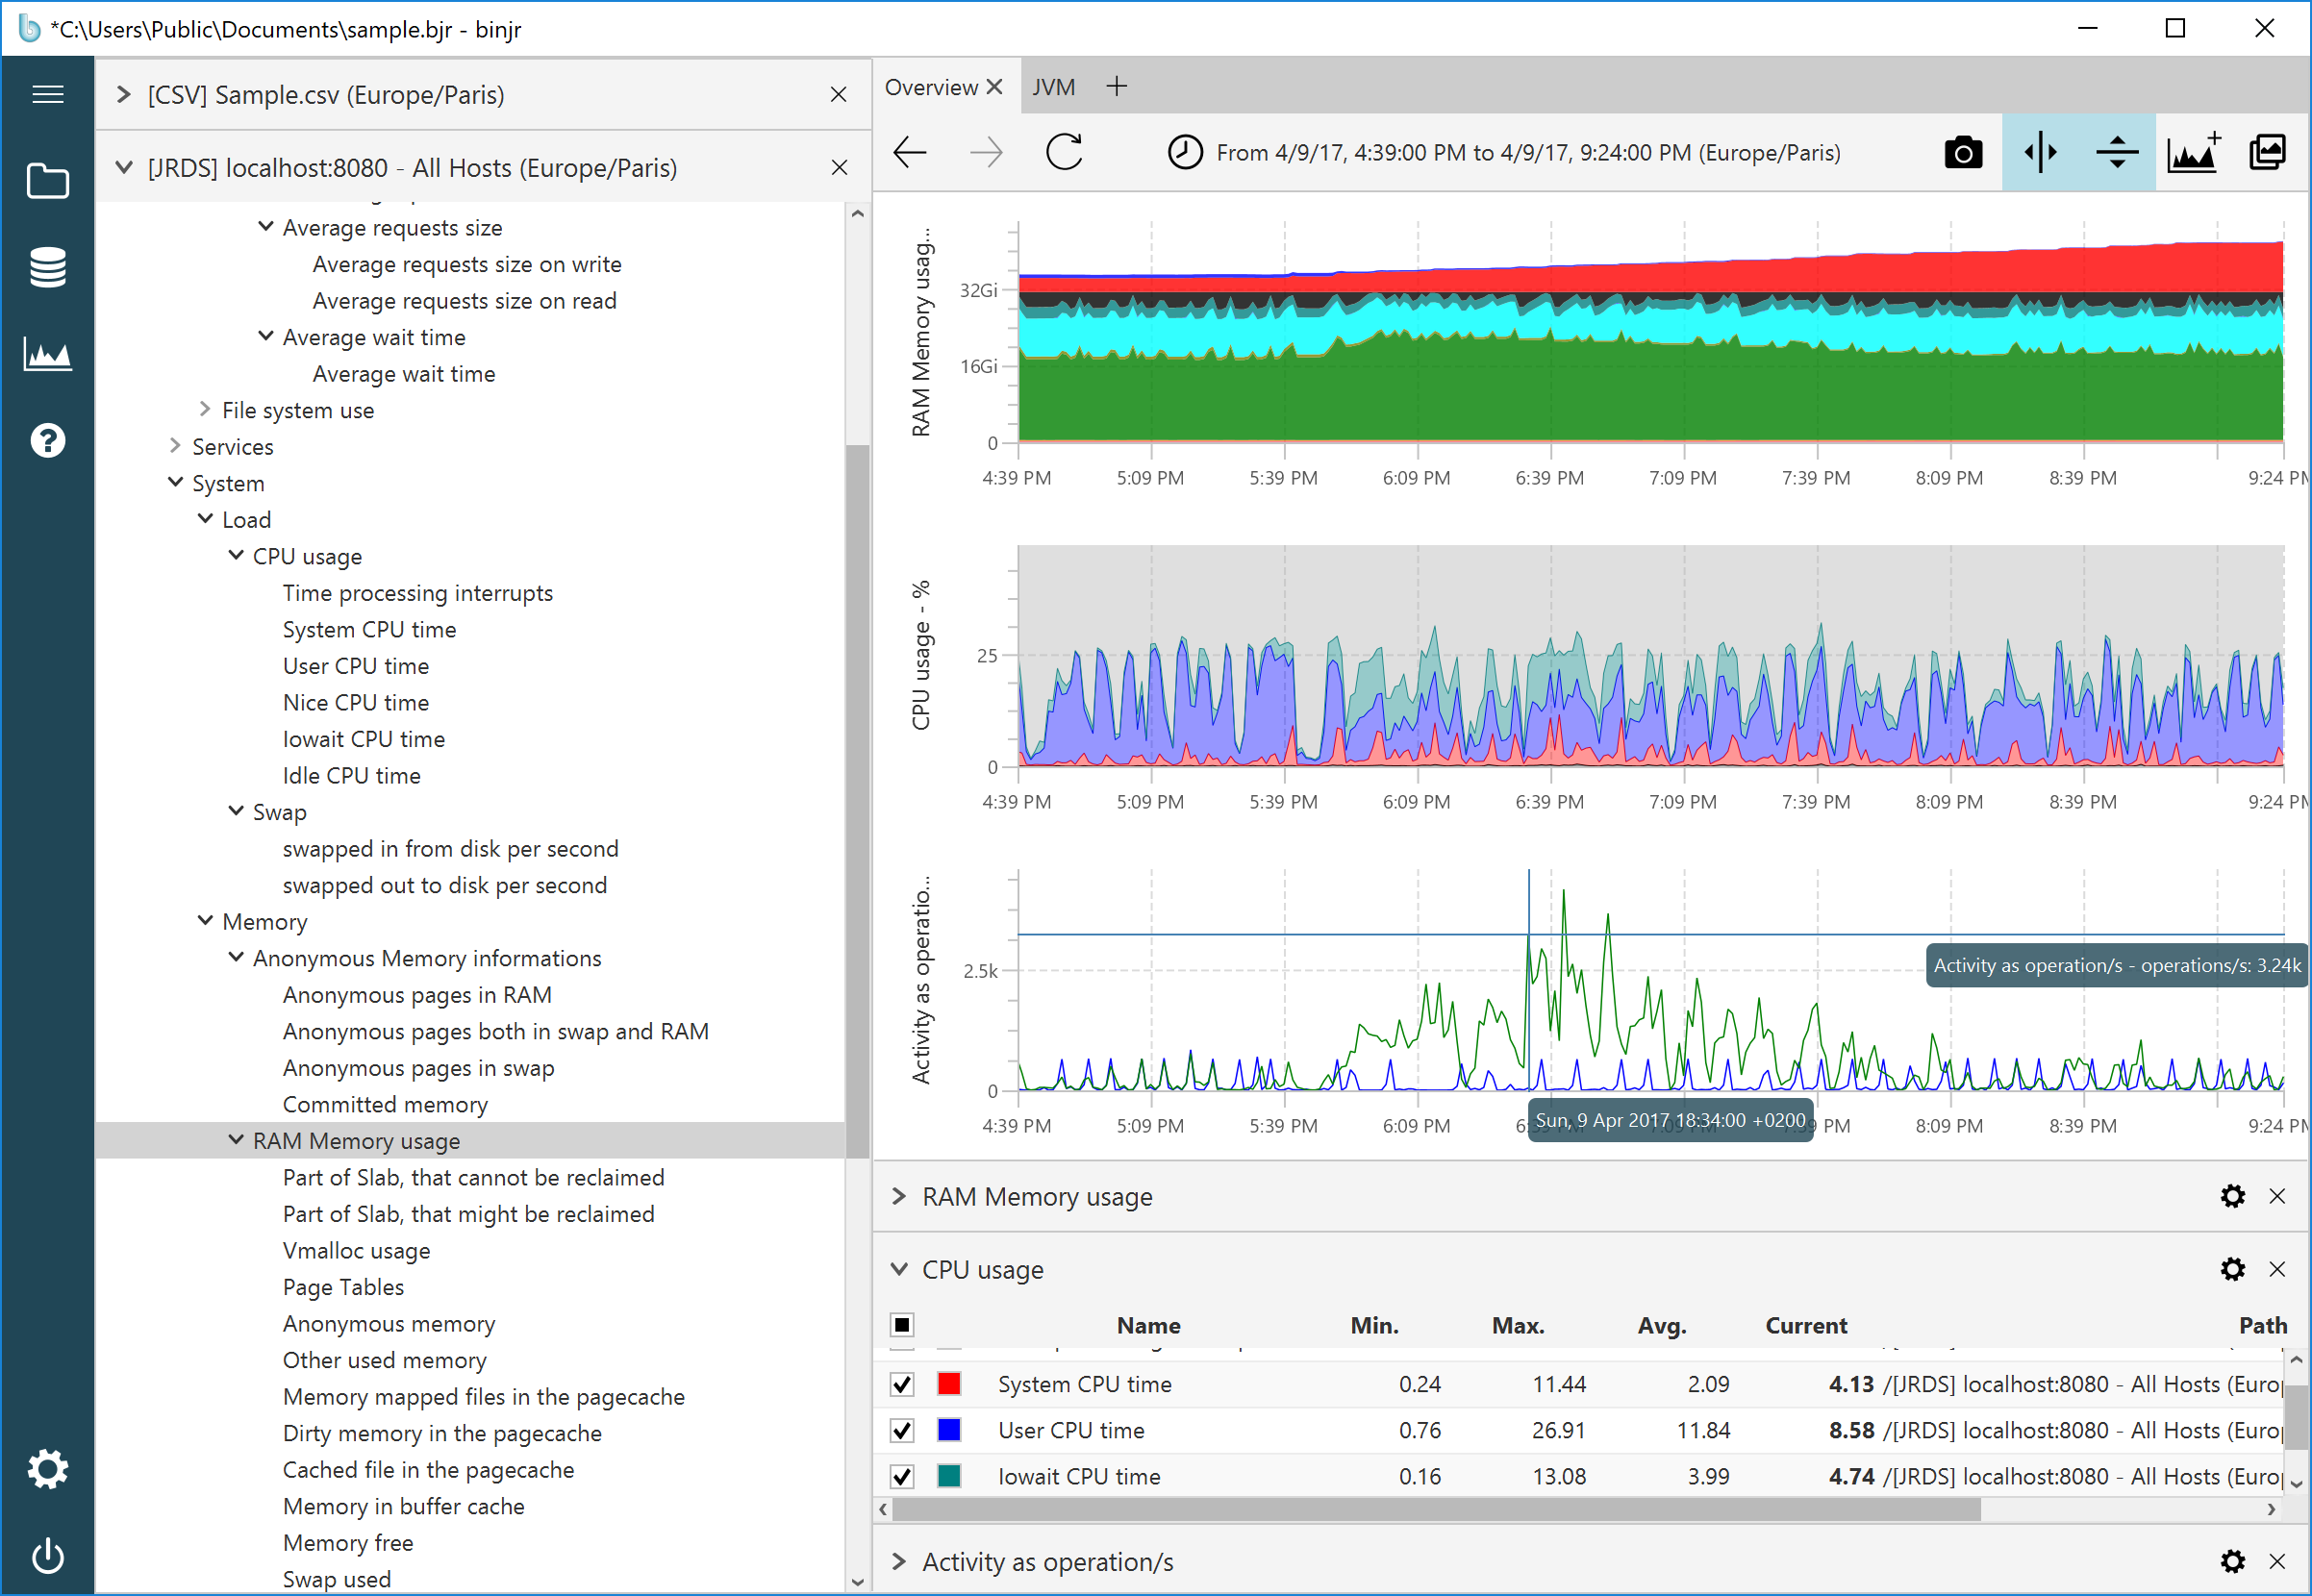 *C:\Users\Public\Documents\sample.bjr - binjr
[CSV] Sample.csv (Europe/Paris)
[JRDS] localhost:8080 - All Hosts (Europe/Paris)
Average requests size
Average requests size on write
Average requests size on read
Average wait time
Average wait time
File system use
Services
System
Load
CPU usage
Time processing interrupts
System CPU time
User CPU time
Nice CPU time
Iowait CPU time
Idle CPU time
Swap
swapped in from disk per second
swapped out to disk per second
Memory
Anonymous Memory informations
Anonymous pages in RAM
Anonymous pages both in swap and RAM
Anonymous pages in swap
Committed memory
RAM Memory usage
Part of Slab, that cannot be reclaimed
Part of Slab, that might be reclaimed
Vmalloc usage
Page Tables
Anonymous memory
Other used memory
Memory mapped files in the pagecache
Dirty memory in the pagecache
Cached file in the pagecache
Memory in buffer cache
Memory free
Swap used
Overview JVM
From 4/9/17, 4:39:00 PM to 4/9/17, 9:24:00 PM (Europe/Paris)
RAM Memory usag...
32Gi
16Gi
0
4:39 PM 5:09 PM 5:39 PM 6:09 PM 6:39 PM 7:09 PM 7:39 PM 8:09 PM 8:39 PM 9:24 PM
CPU usage - %
25
0
4:39 PM 5:09 PM 5:39 PM 6:09 PM 6:39 PM 7:09 PM 7:39 PM 8:09 PM 8:39 PM 9:24 PM
Activity as operatio...
2.5k
0
Activity as operation/s - operations/s: 3.24k
Sun, 9 Apr 2017 18:34:00 +0200
4:39 PM 5:09 PM 5:39 PM 6:09 PM PM 8:09 PM 8:39 PM 9:24 PM
RAM Memory usage
CPU usage
Name Min. Max. Avg. Current Path
System CPU time 0.24 11.44 2.09 4.13 /[JRDS] localhost:8080 - All Hosts (Euro
User CPU time 0.76 26.91 11.84 8.58 /[JRDS] localhost:8080 - All Hosts (Euro
Iowait CPU time 0.16 13.08 3.99 4.74 /[JRDS] localhost:8080 - All Hosts (Euro
Activity as operation/s